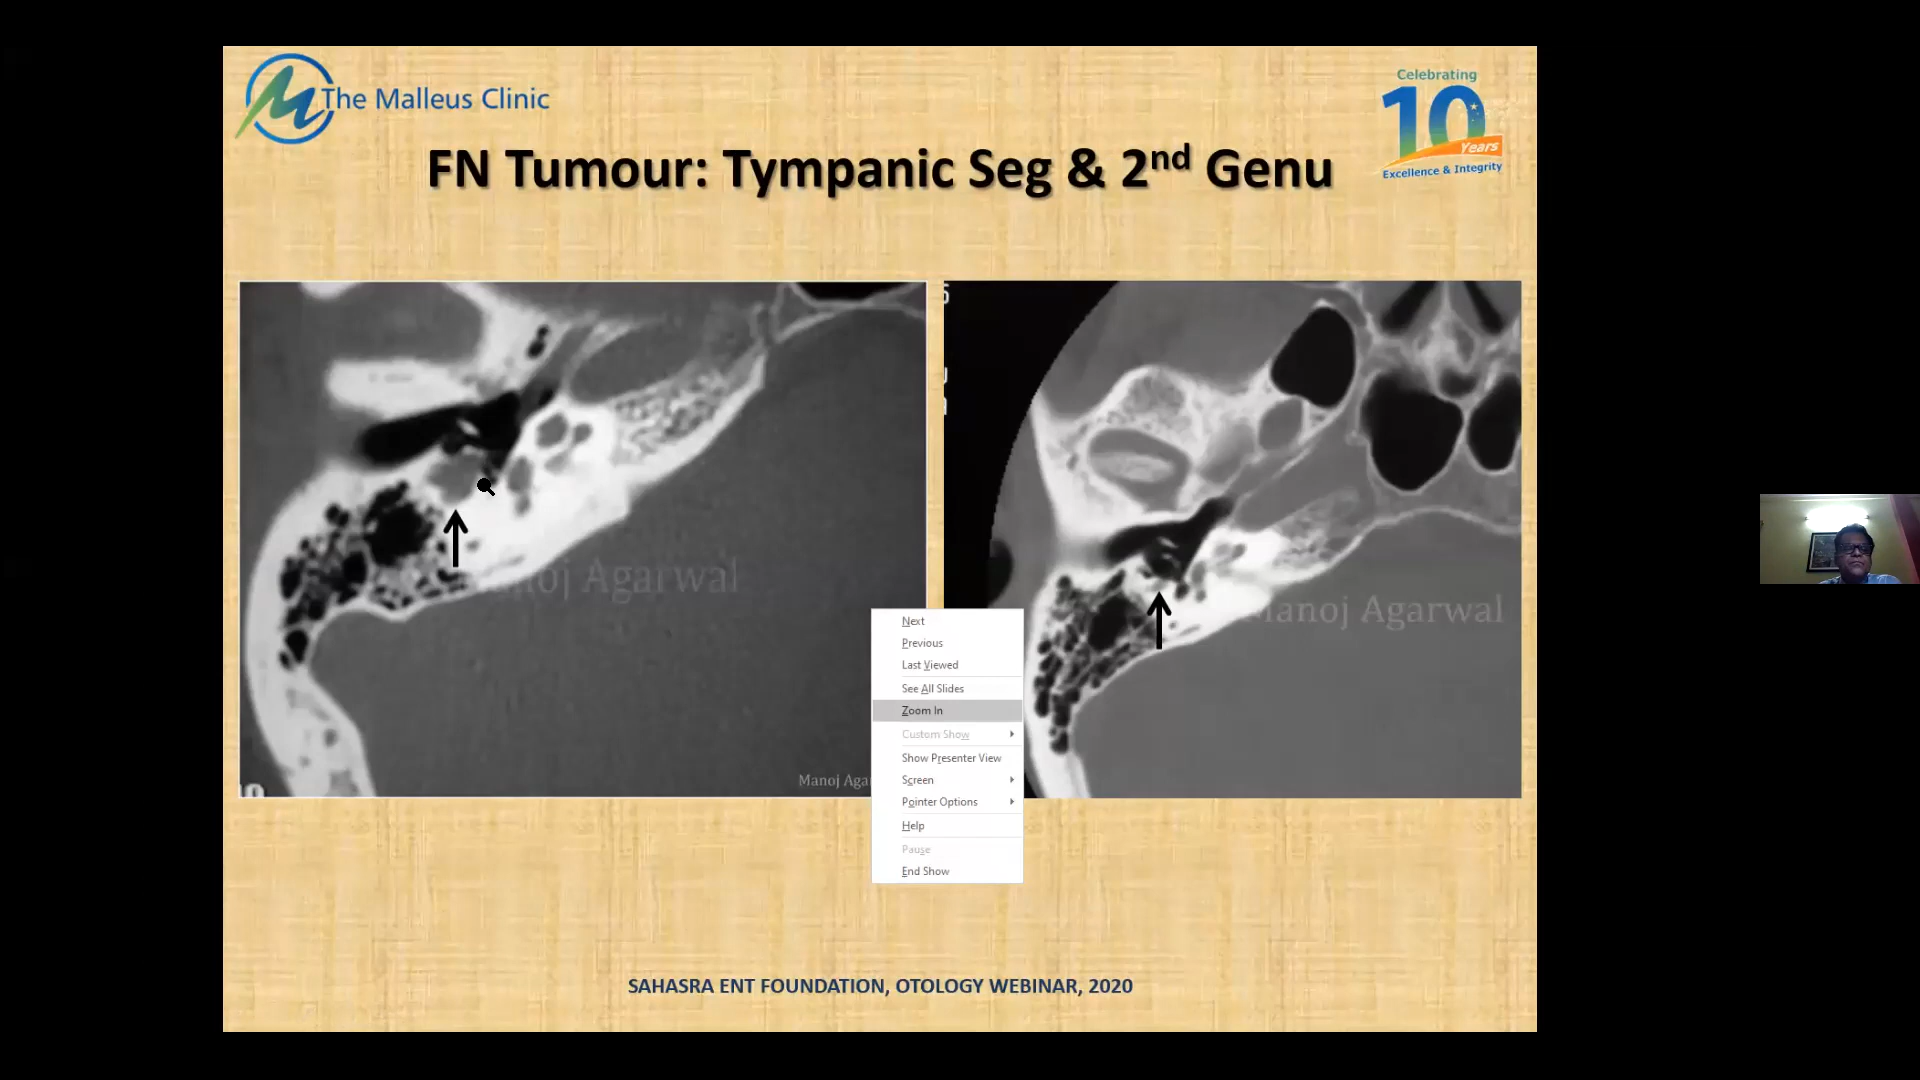 The Malleus Clinic
Celebrating
10
Years
Excellence & Integrity
FN Tumour: Tympanic Seg & 2nd Genu
Manoj Agarwal
Next
Previous
Last Viewed
See All Slides
Zoom In
Custom Show
Show Presenter View
Screen
Pointer Options
Help
Pause
End Show
SAHASRA ENT FOUNDATION, OTOLOGY WEBINAR, 2020